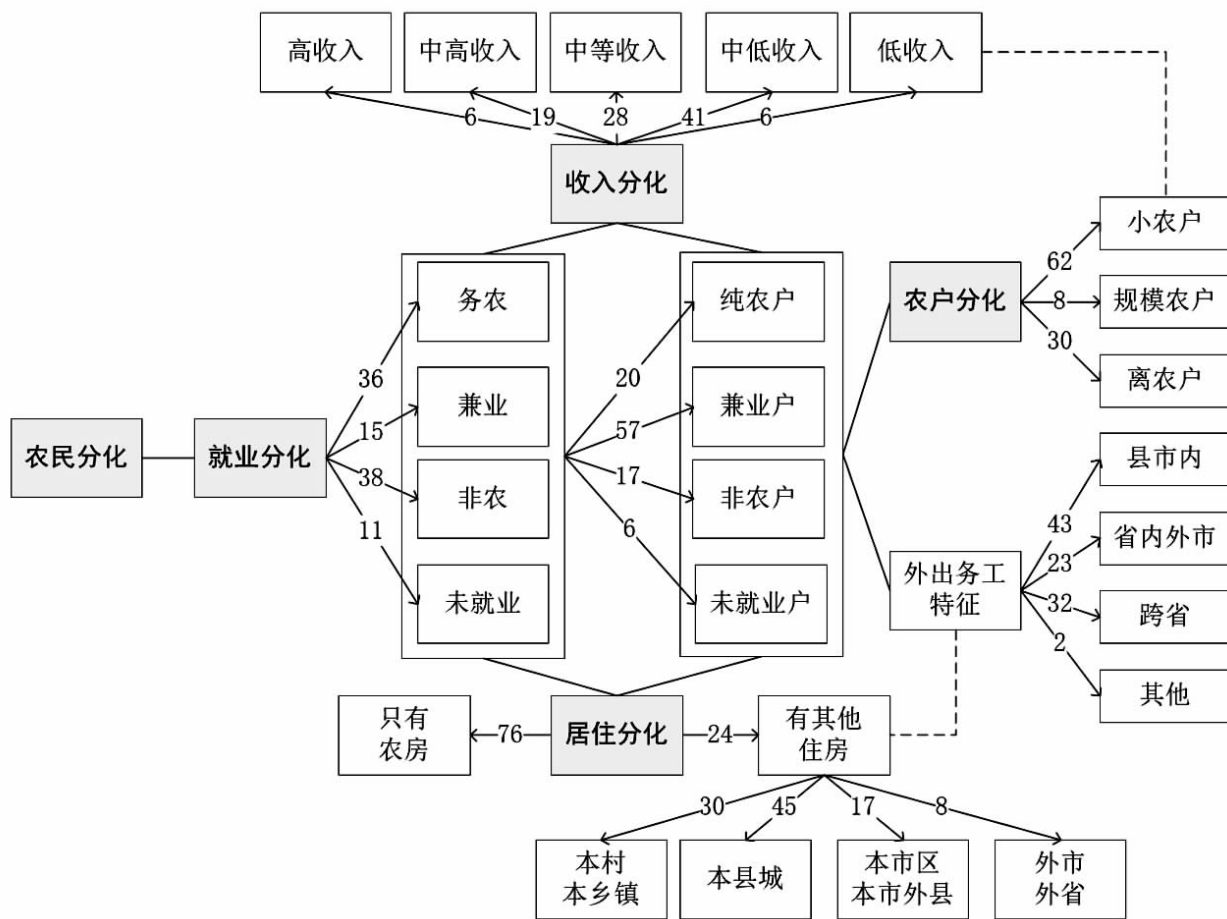 高收入
中高收入
中等收入
中低收入
低收入
6
19
28
41
6
收入分化
小农户
62
务农
纯农户
农户分化
8
规模农户
30
离农户
36
20
兼业
兼业户
15
57
农民分化
就业分化
县市内
38
17
非农
非农户
43
省内外市
11
6
23
外出务工
特征
32
跨省
未就业
未就业户
2
其他
只有
农房
76
居住分化
24
有其他
住房
30
45
17
8
本村
本乡镇
本县城
本市区
本市外县
外市
外省